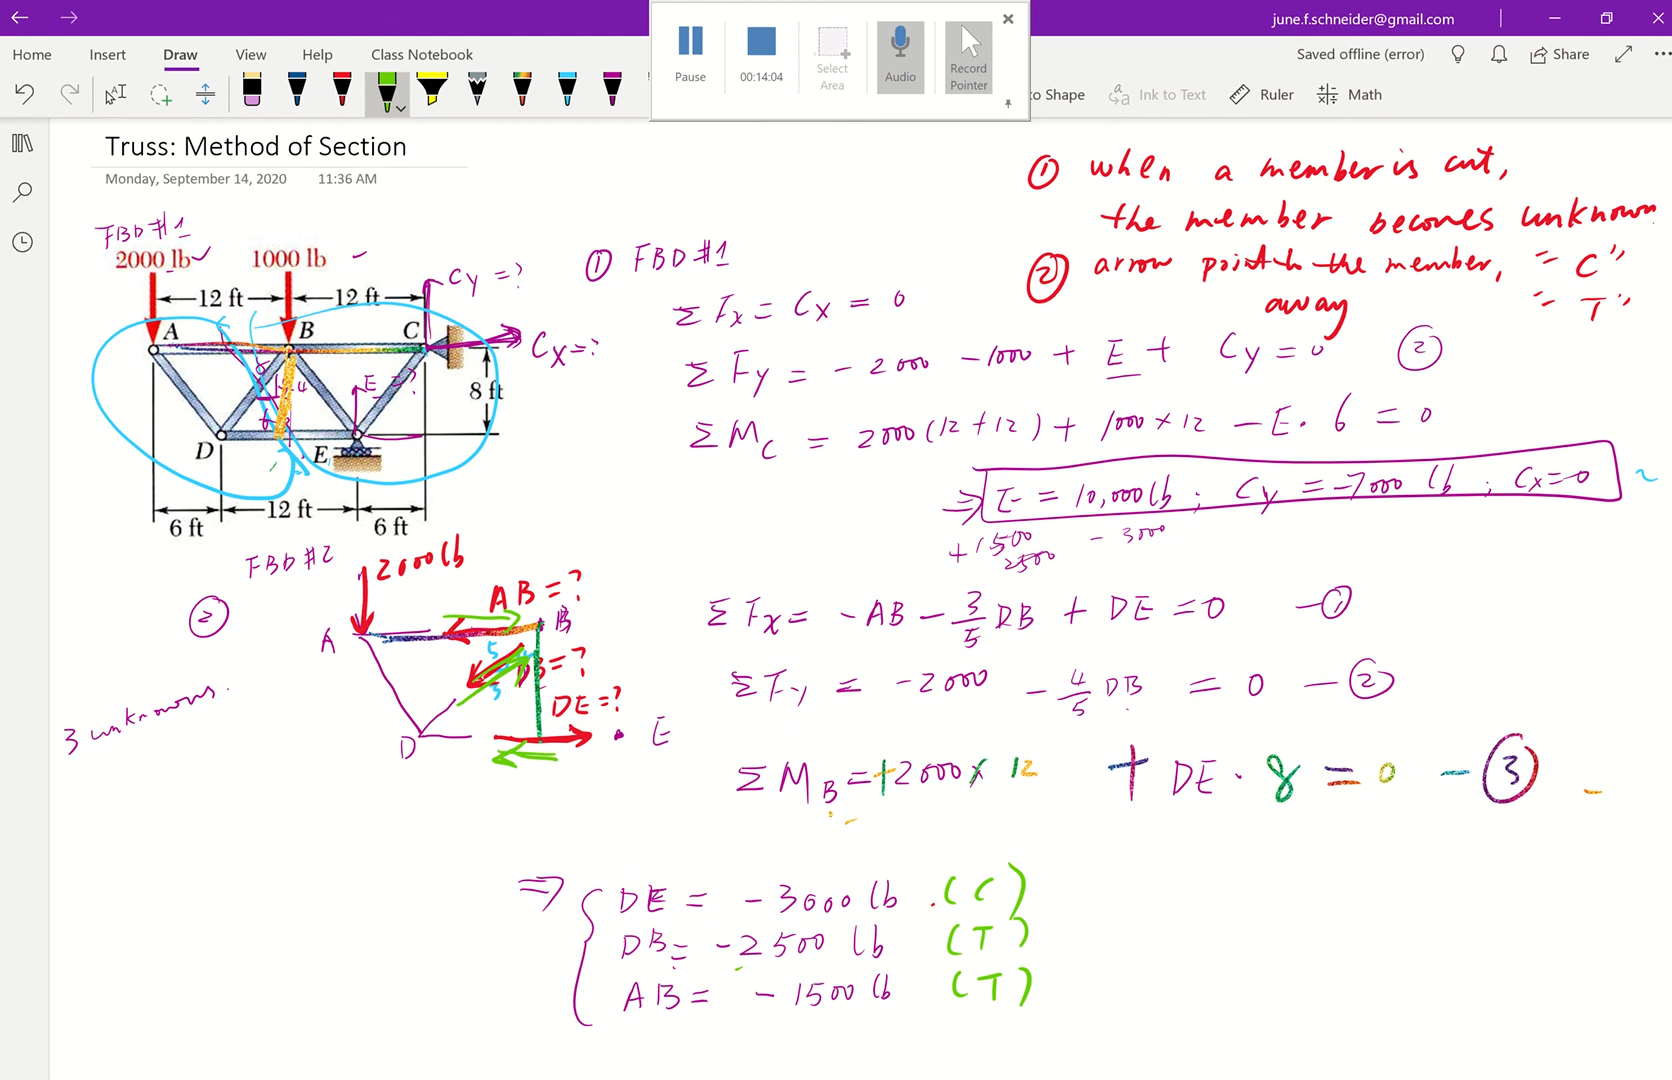 june.f.schneider@gmail.com
Home Insert Draw View Help Class Notebook
Pause 00:14:04 Select Area Audio Record Pointer
Saved offline (error) Share
to Shape Ink to Text Ruler Math
Truss: Method of Section
Monday, September 14, 2020 11:36 AM
① when a member is cut,
the member becomes unknown
② arrow point to the member, "C"
away "T"
FBD #1
2000 lb 1000 lb
12 ft 12 ft
Cy = ?
A B C
Cx = ?
E = ?
8 ft
D E
12 ft
6 ft 6 ft
① FBD #1
ΣFx = Cx = 0
ΣFy = -2000 -1000 + E + Cy = 0 ②
ΣMC = 2000(12+12) + 1000 × 12 - E · 6 = 0
⇒ E = 10,000 lb ; Cy = -7000 lb ; Cx = 0
+1500 - 3000
2500
FBD #2
②
2000 lb
AB = ?
A B
5
DB = ?
3
DE = ?
D E
3 unknowns.
ΣFx = -AB - 3/5 DB + DE = 0 - ①
ΣFy = -2000 - 4/5 DB = 0 - ②
ΣMB = +2000 × 12 + DE · 8 = 0 - ③
⇒ DE = -3000 lb (C)
DB = -2500 lb (T)
AB = -1500 lb (T)